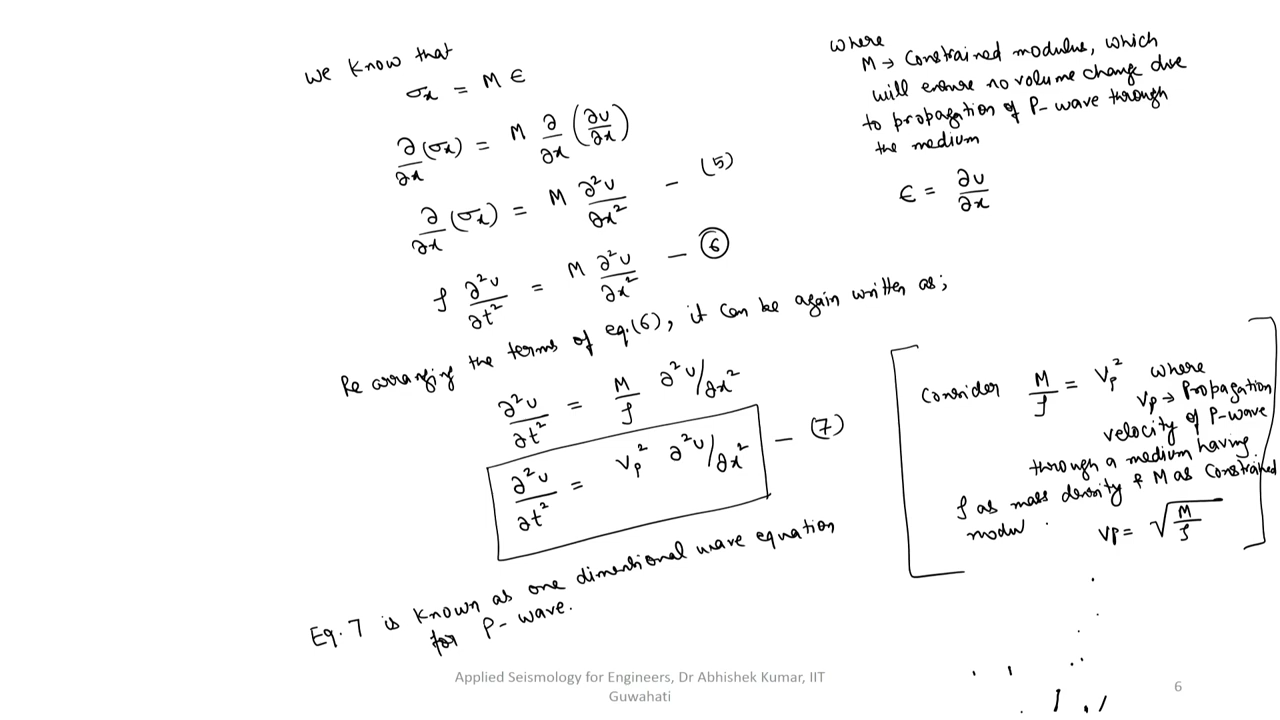 we know that
σx = M ε
∂/∂x (σx) = M ∂/∂x (∂u/∂x)
∂/∂x (σx) = M ∂²u/∂x² - (5)
ρ ∂²u/∂t² = M ∂²u/∂x² - (6)
where
M → Constrained modulus, which
will ensure no volume change due
to propagation of P-wave through
the medium
ε = ∂u/∂x
Re arranging the terms of eq.(6), it can be again written as;
∂²u/∂t² = M/ρ ∂²u/∂x²
∂²u/∂t² = Vp² ∂²u/∂x² - (7)
Consider M/ρ = Vp² where
Vp → Propagation
velocity of P-wave
through a medium having
ρ as mass density & M as Constrained
modu
Vp = √M/ρ
Eq. 7 is known as one dimentional wave equation
for P-wave.
Applied Seismology for Engineers, Dr Abhishek Kumar, IIT
Guwahati
6